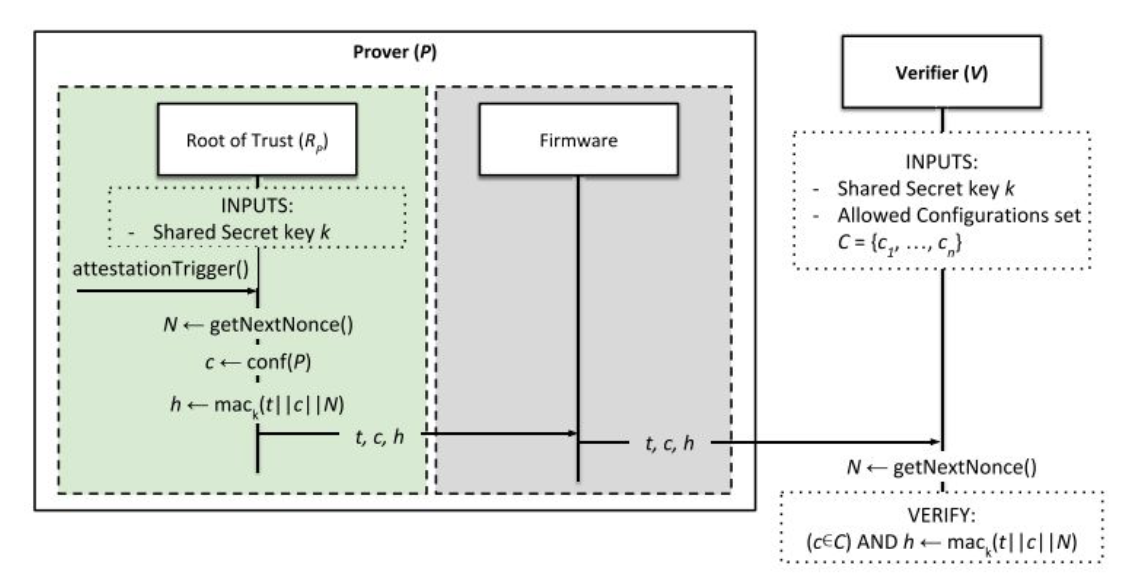 Prover (P)
Root of Trust (Rₚ)
INPUTS:
- Shared Secret key k
attestationTrigger()
N ← getNextNonce()
c ← conf(P)
h ← macₖ(t||c||N)
t, c, h
Firmware
t, c, h
Verifier (V)
INPUTS:
- Shared Secret key k
- Allowed Configurations set
C = {c₁, ..., cₙ}
N ← getNextNonce()
VERIFY:
(c∈C) AND h ← macₖ(t||c||N)